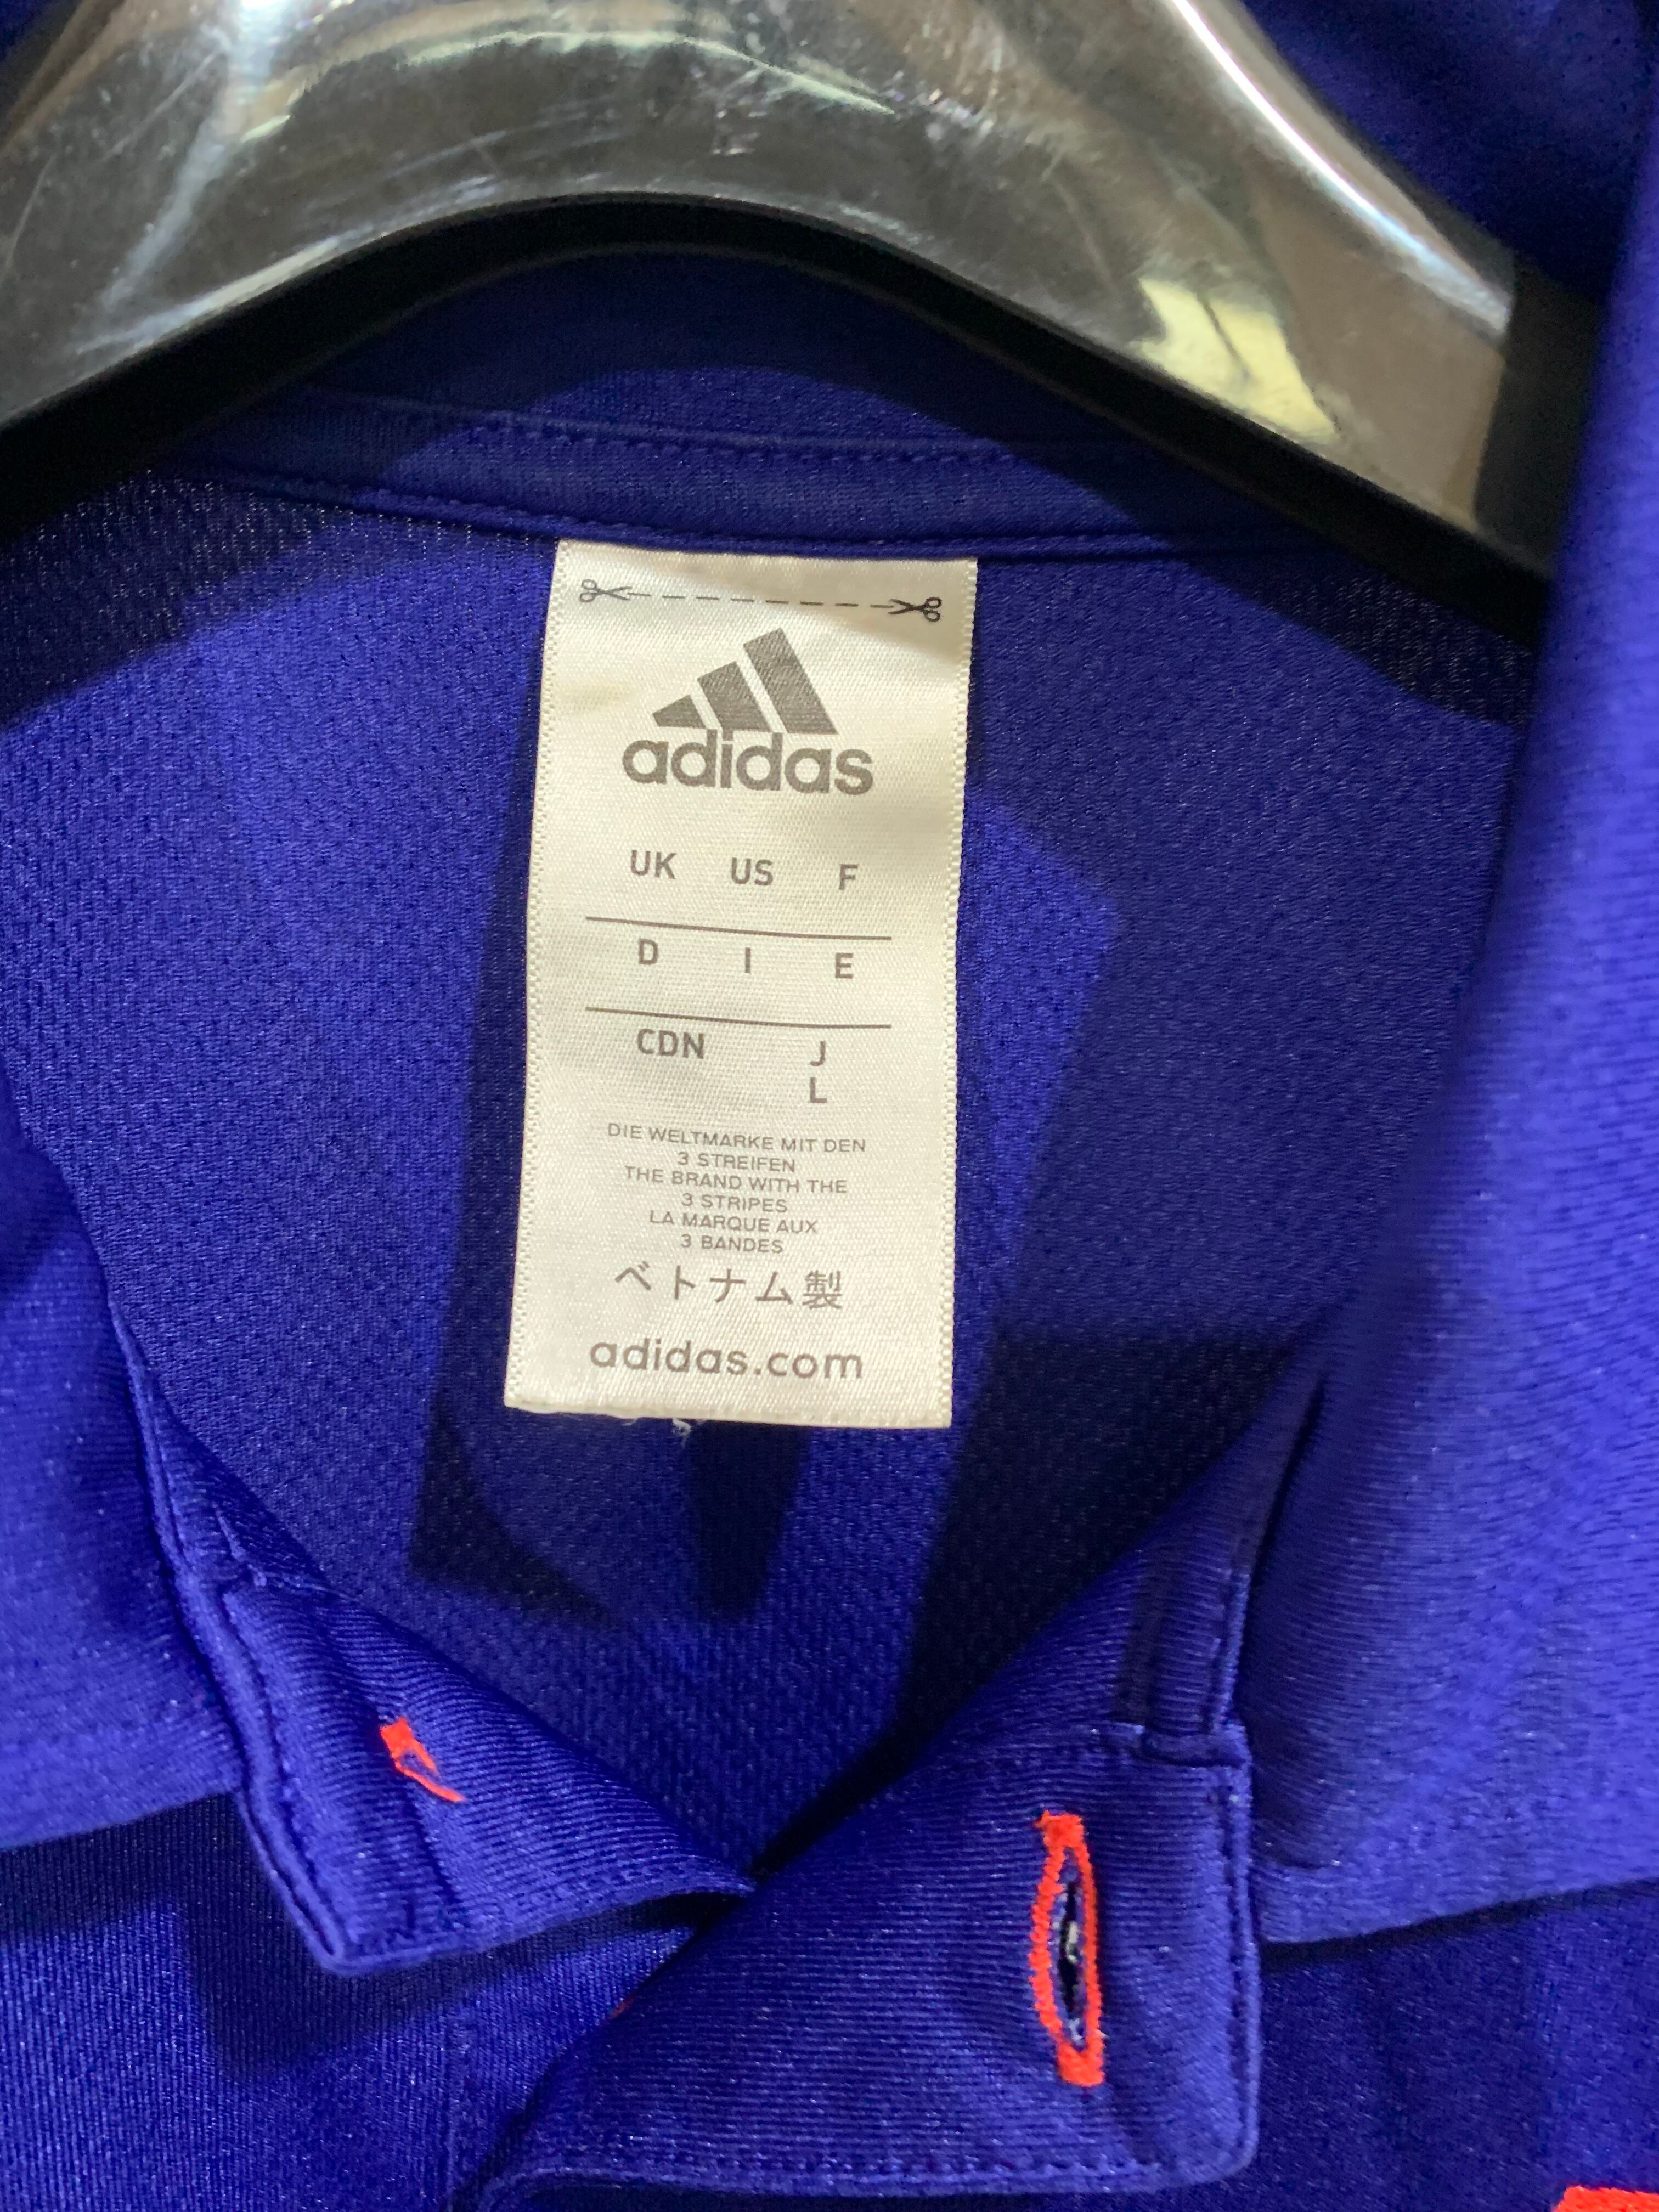 adidas
UK US F
D I E
CDN J
L
DIE WELTMARKE MIT DEN
3 STREIFEN
THE BRAND WITH THE
3 STRIPES
LA MARQUE AUX
3 BANDES
ベトナム製
adidas.com